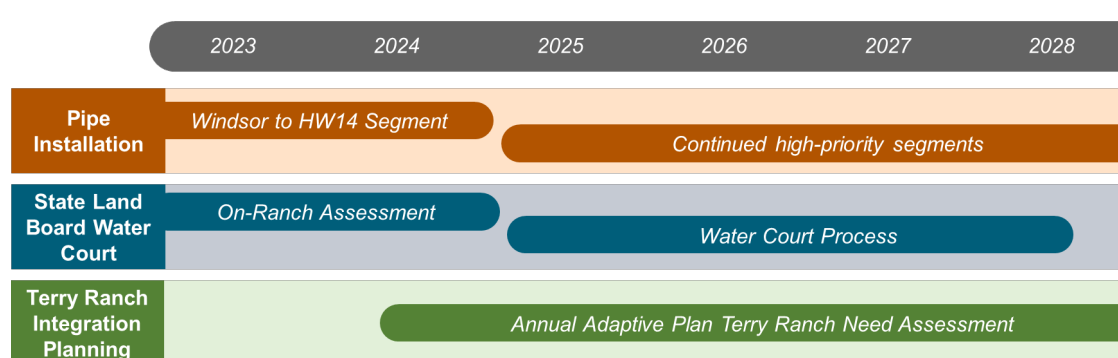 2023 2024 2025 2026 2027 2028
Pipe
Installation
Windsor to HW14 Segment
Continued high-priority segments
State Land
Board Water
Court
On-Ranch Assessment
Water Court Process
Terry Ranch
Integration
Planning
Annual Adaptive Plan Terry Ranch Need Assessment